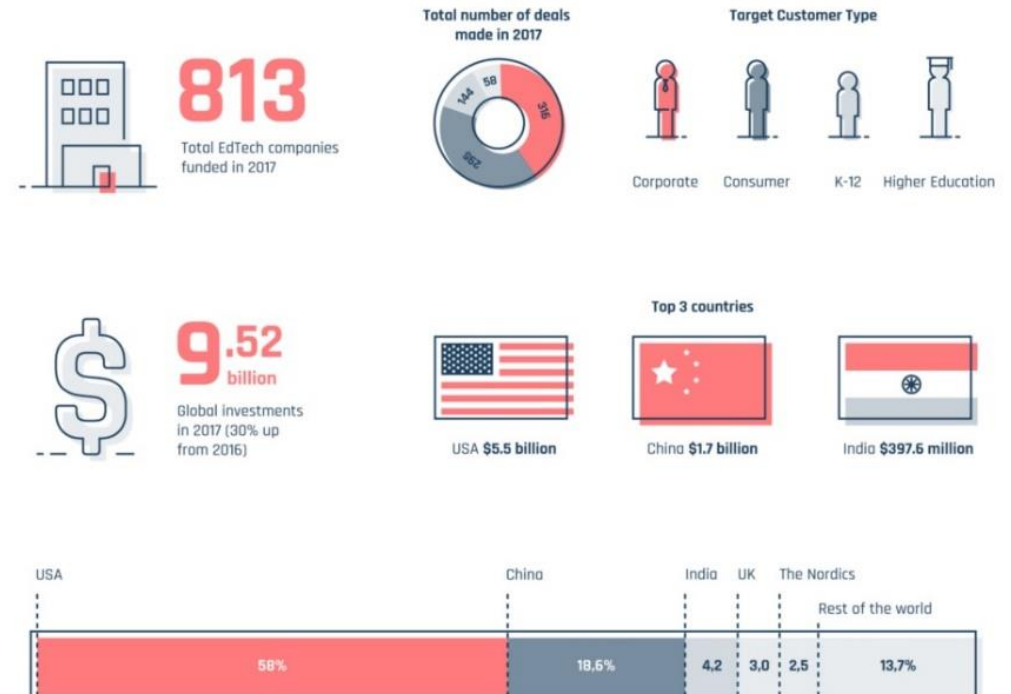 813
Total EdTech companies
funded in 2017
Total number of deals
made in 2017
316
295
144
58
Target Customer Type
Corporate
Consumer
K-12
Higher Education
9.52
billion
Global investments
in 2017 (30% up
from 2016)
Top 3 countries
USA $5.5 billion
China $1.7 billion
India $397.6 million
USA
China
India
UK
The Nordics
Rest of the world
58%
18,6%
4,2
3,0
2,5
13,7%